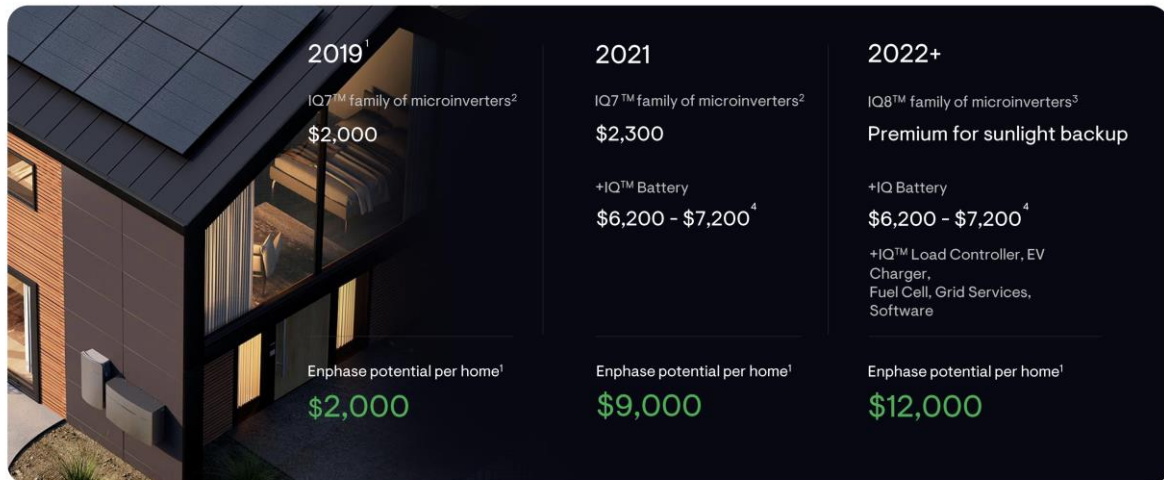 2019¹
IQ7™ family of microinverters²
$2,000
Enphase potential per home¹
$2,000
2021
IQ7™ family of microinverters²
$2,300
+IQ™ Battery
$6,200 - $7,200⁴
Enphase potential per home¹
$9,000
2022+
IQ8™ family of microinverters³
Premium for sunlight backup
+IQ Battery
$6,200 - $7,200⁴
+IQ™ Load Controller, EV
Charger,
Fuel Cell, Grid Services,
Software
Enphase potential per home¹
$12,000